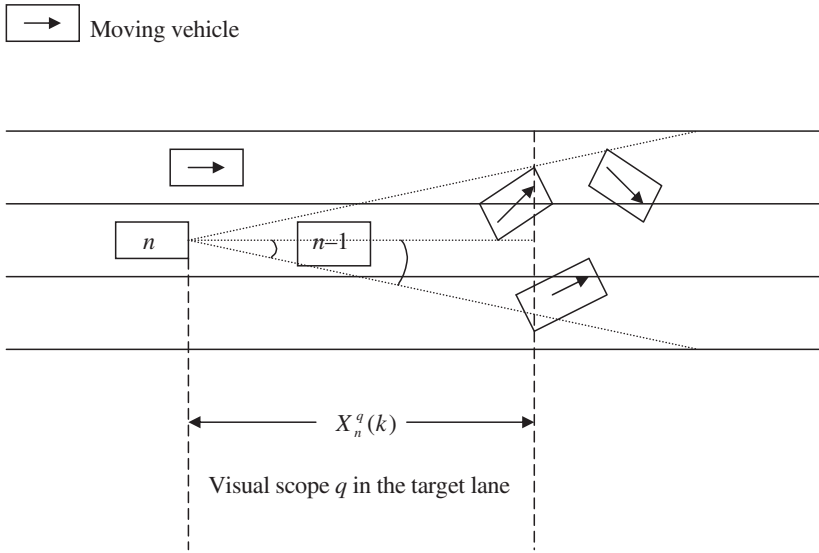 Moving vehicle
n
n–1
X_n^q(k)
Visual scope q in the target lane